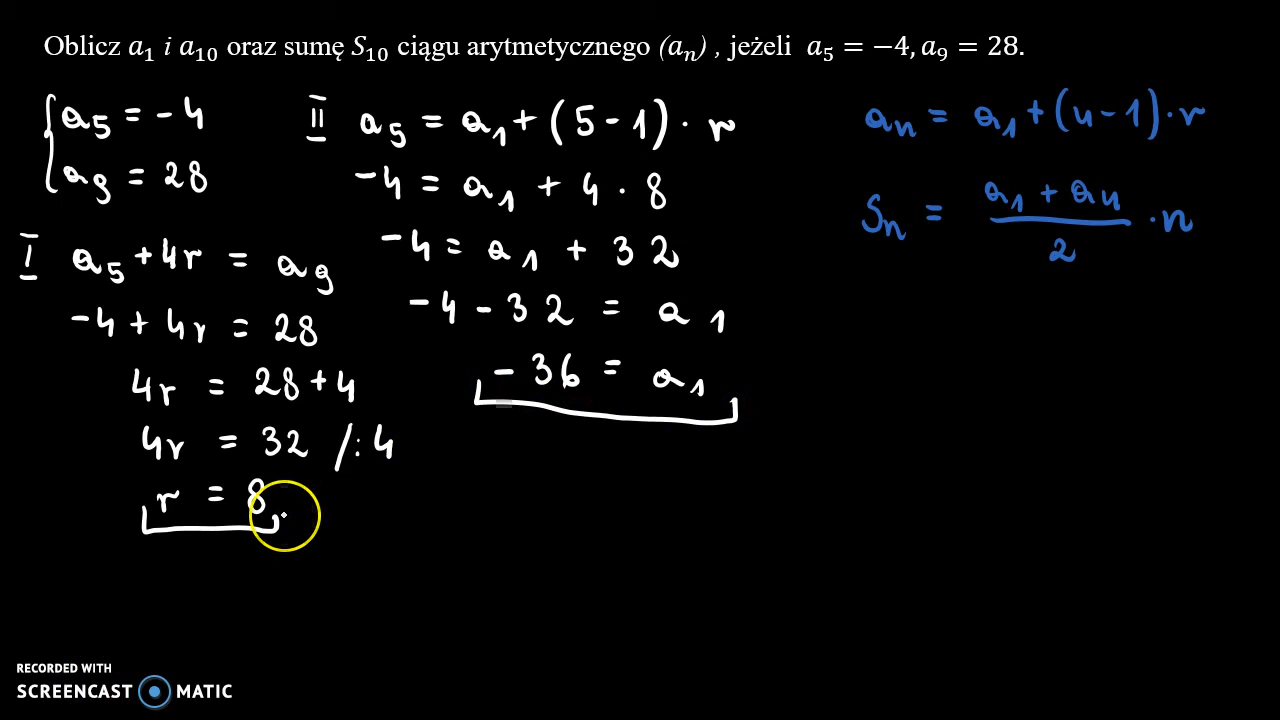 Oblicz a₁ i a₁₀ oraz sumę S₁₀ ciągu arytmetycznego (aₙ) , jeżeli a₅ = −4, a₉ = 28.
a₅ = -4
a₉ = 28
I a₅ + 4r = a₉
-4 + 4r = 28
4r = 28 + 4
4r = 32 /:4
r = 8
II a₅ = a₁ + (5 - 1) · r
-4 = a₁ + 4 · 8
-4 = a₁ + 32
-4 - 32 = a₁
-36 = a₁
aₙ = a₁ + (n - 1) · r
Sₙ = (a₁ + aₙ)/2 · n
RECORDED WITH
SCREENCAST MATIC